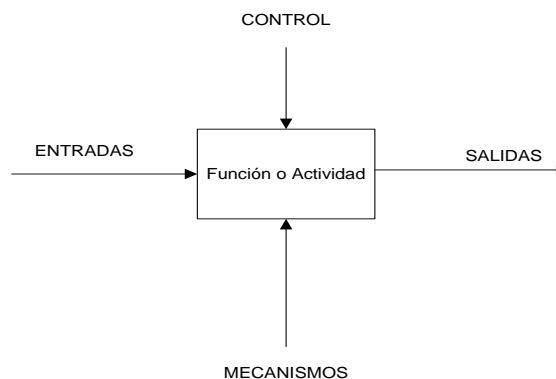 CONTROL
ENTRADAS
Función o Actividad
SALIDAS
MECANISMOS